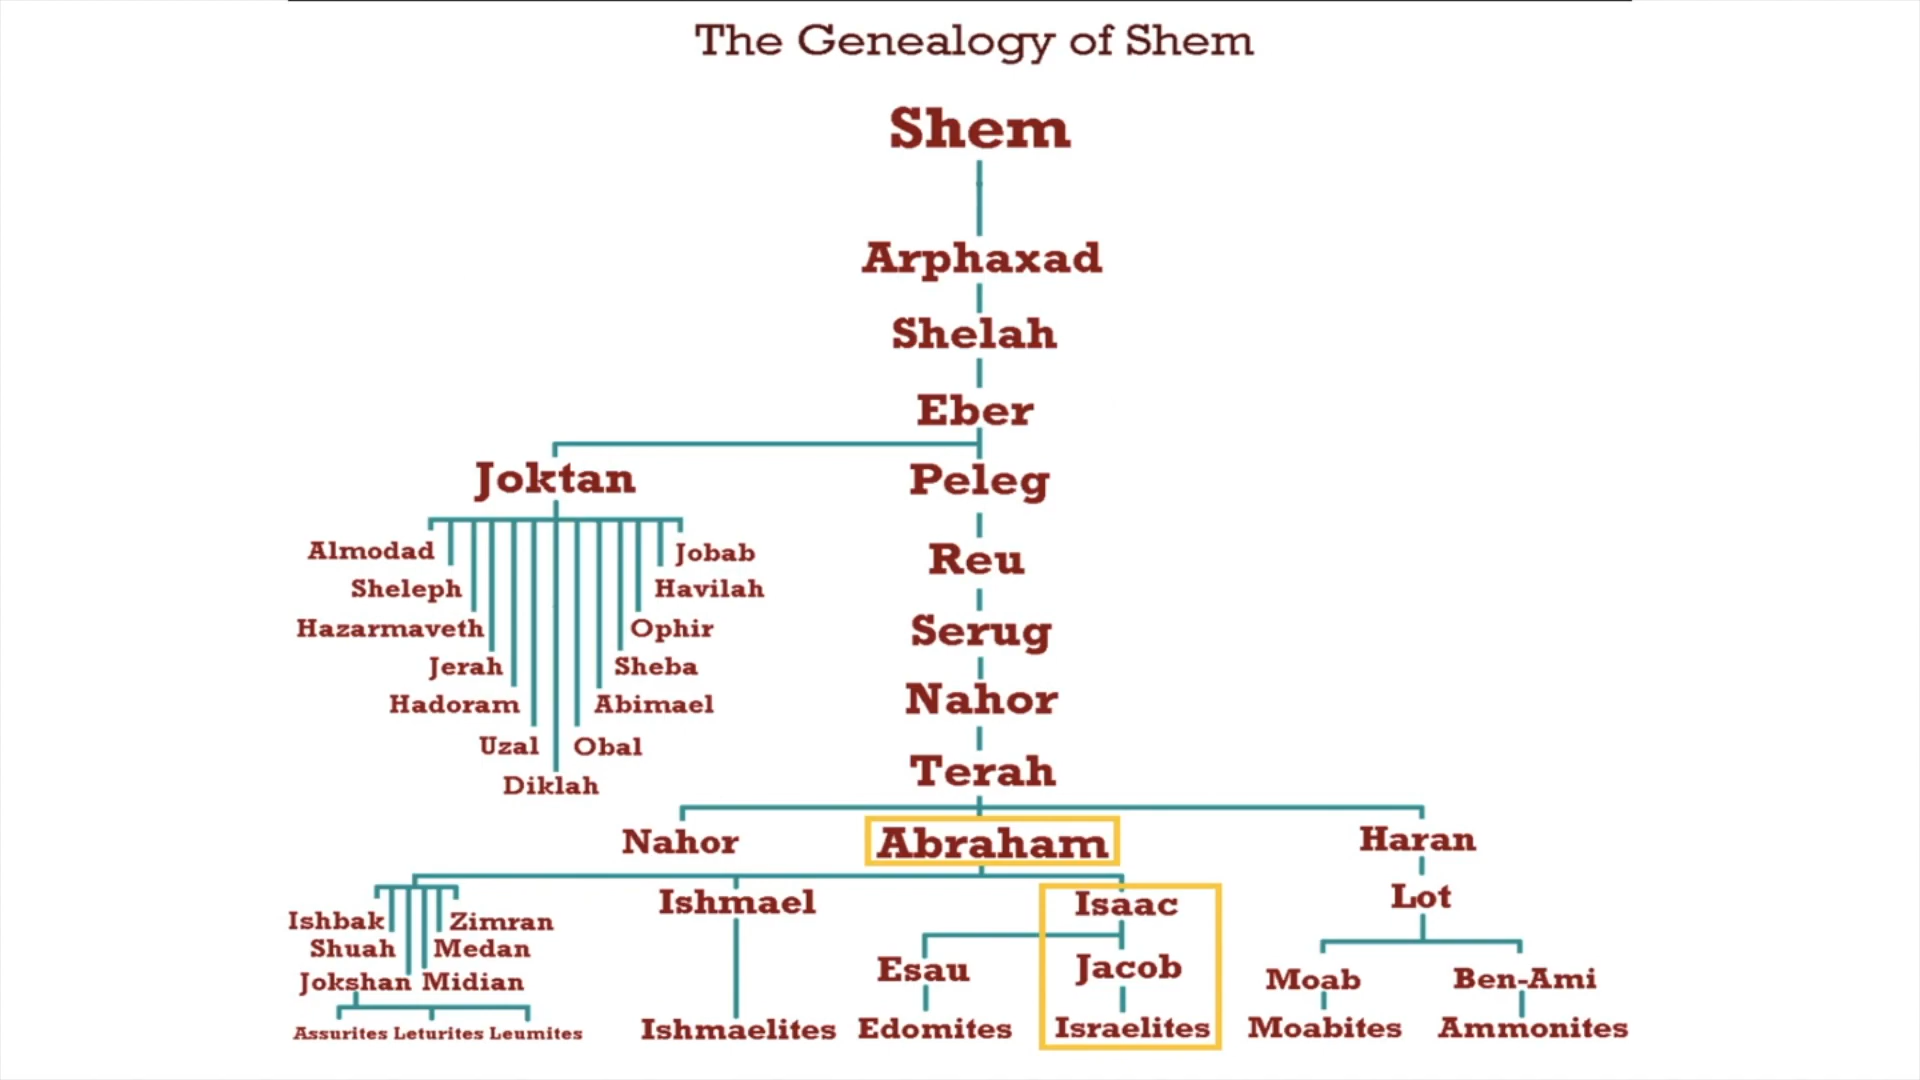 The Genealogy of Shem
Shem
Arphaxad
Shelah
Eber
Joktan
Peleg
Almodad
Jobab
Reu
Sheleph
Havilah
Hazarmaveth
Ophir
Serug
Jerah
Sheba
Hadoram
Abimael
Nahor
Uzal
Obal
Diklah
Terah
Nahor
Abraham
Haran
Ishbak
Zimran
Ishmael
Isaac
Lot
Shuah
Medan
Jokshan
Midian
Esau
Jacob
Moab
Ben-Ami
Assurites Leturites Leumites
Ishmaelites
Edomites
Israelites
Moabites
Ammonites